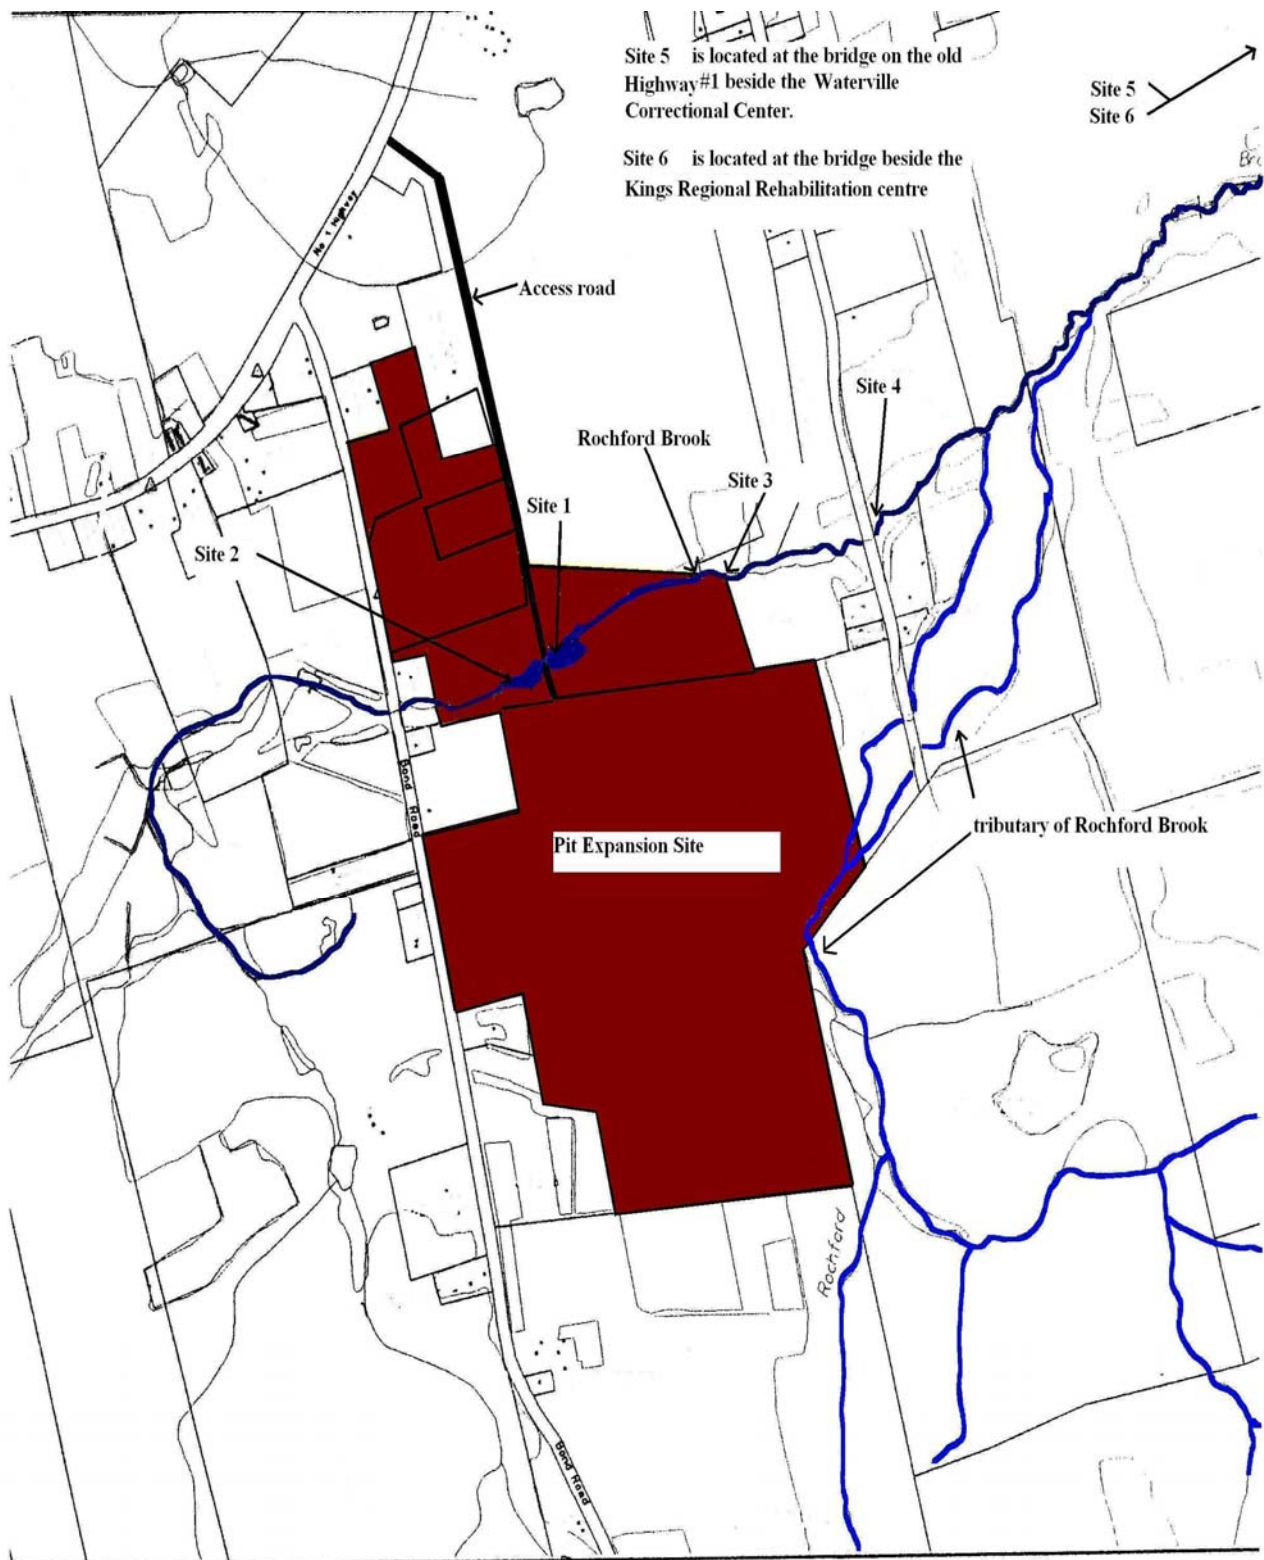 Site 5 is located at the bridge on the old
Highway #1 beside the Waterville
Correctional Center.
Site 6 is located at the bridge beside the
Kings Regional Rehabilitation centre
Site 5
Site 6
No 1 Highway
Access road
Site 4
Rochford Brook
Site 3
Site 1
Site 2
Bond Road
Pit Expansion Site
tributary of Rochford Brook
Rochford
Bond Road